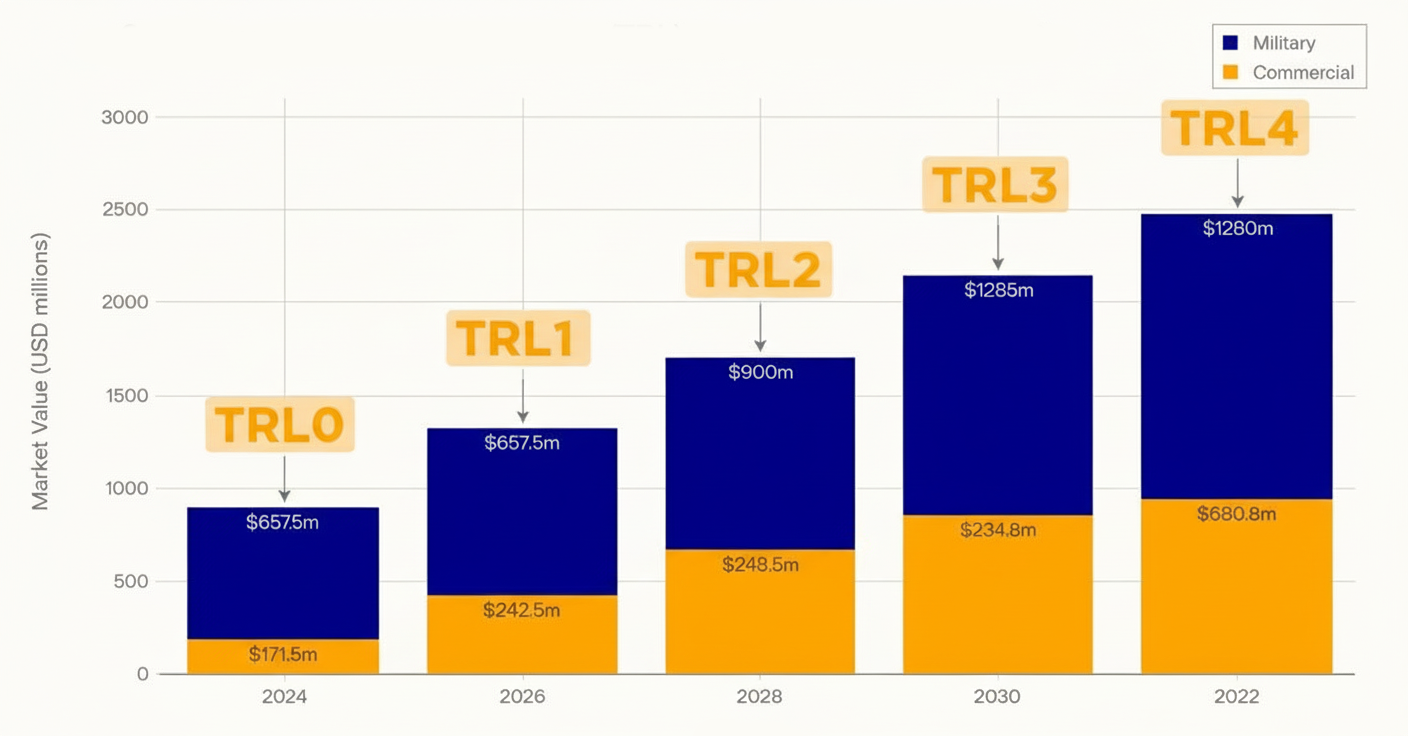 Military
Commercial
Market Value (USD millions)
3000
2500
2000
1500
1000
500
0
TRL0
$657.5m
$171.5m
TRL1
$657.5m
$242.5m
TRL2
$900m
$248.5m
TRL3
$1285m
$234.8m
TRL4
$1280m
$680.8m
2024
2026
2028
2030
2022